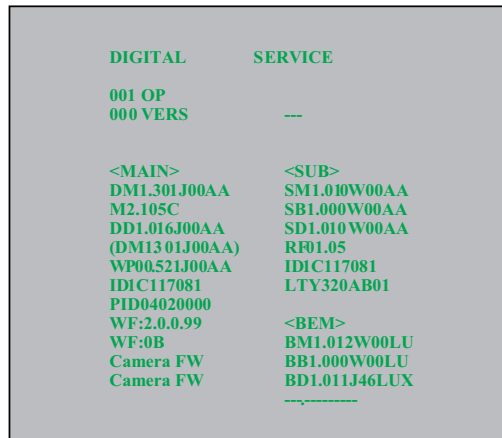 DIGITAL SERVICE
001 OP
000 VERS ---
<MAIN>
DM1.301J00AA
M2.105C
DD1.016J00AA
(DM1301J00AA)
WP00.521J00AA
ID1C117081
PID04020000
WF:2.0.0.99
WF:0B
Camera FW
Camera FW
<SUB>
SM1.010W00AA
SB1.000W00AA
SD1.010W00AA
RF01.05
ID1C117081
LTY320AB01
<BEM>
BM1.012W00LU
BB1.000W00LU
BD1.011J46LUX
---.---------